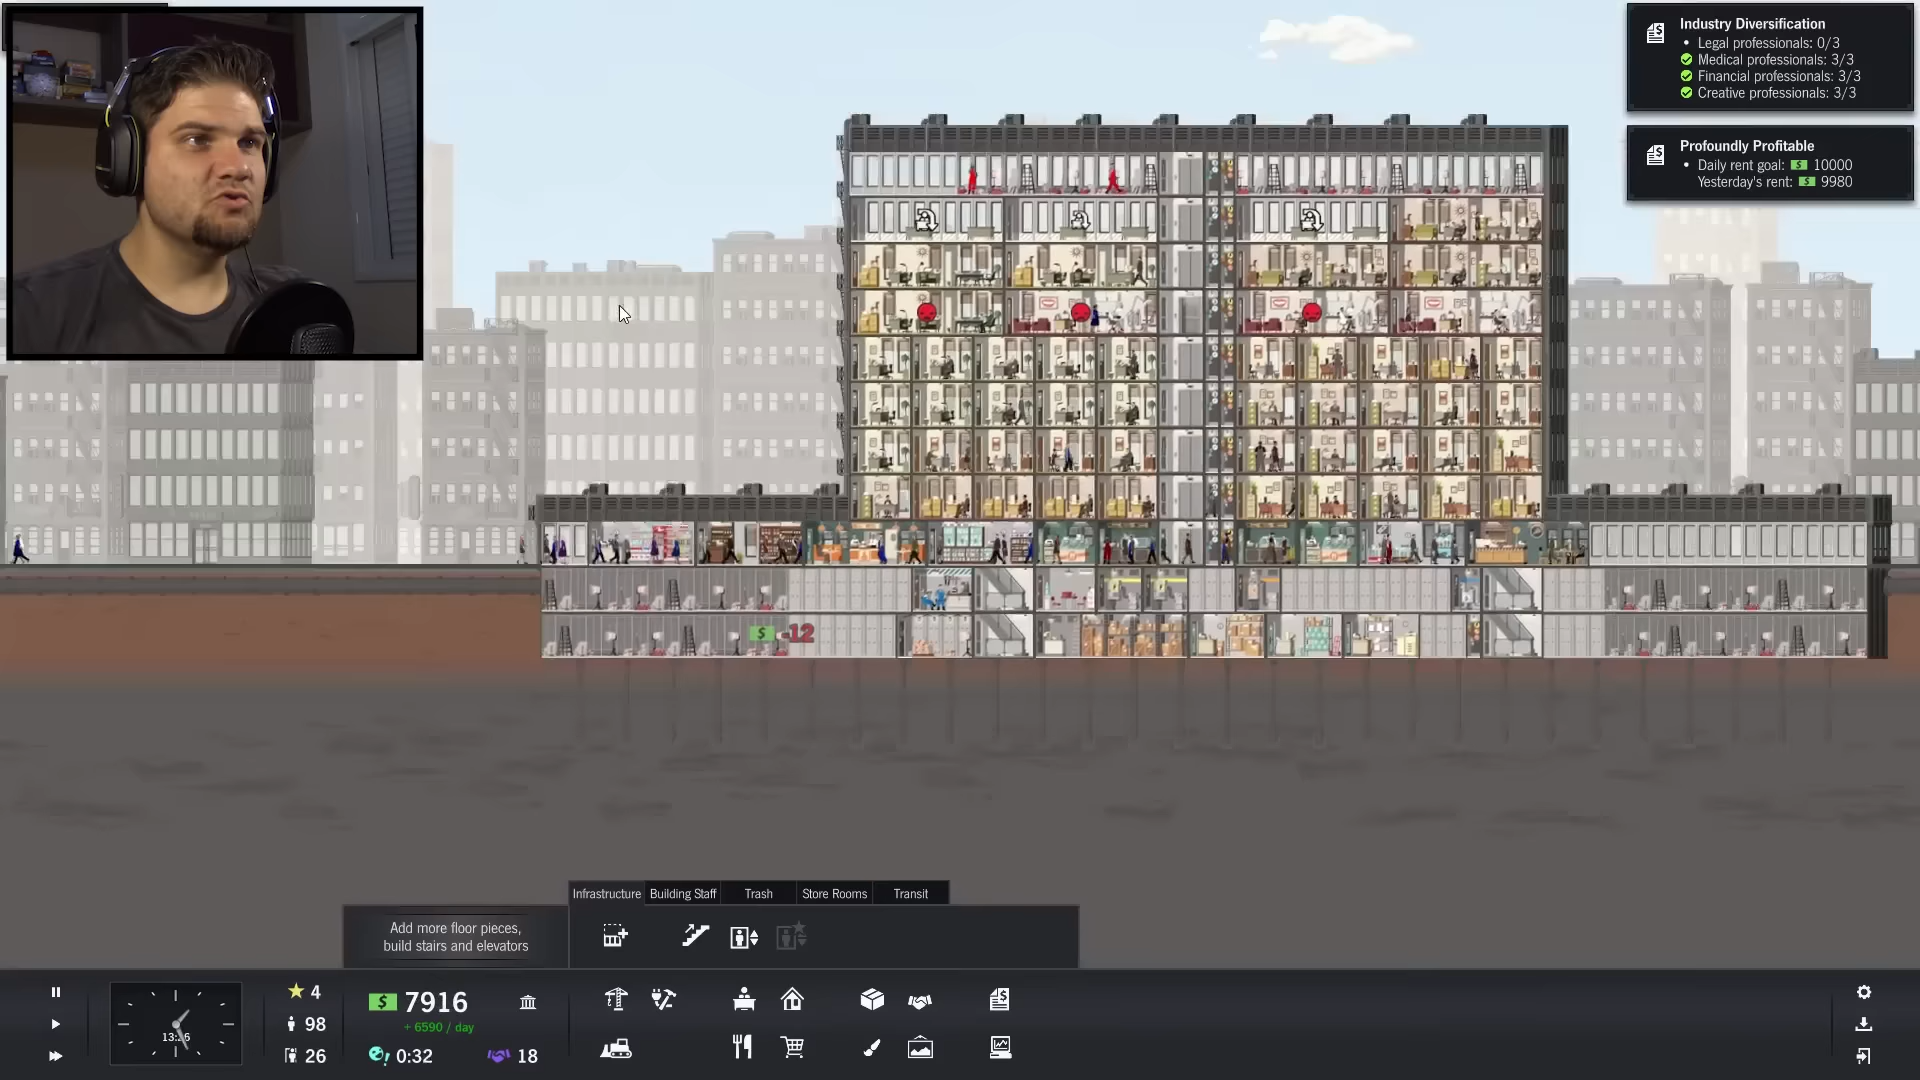 Industry Diversification
• Legal professionals: 0/3
Medical professionals: 3/3
Financial professionals: 3/3
Creative professionals: 3/3
Profoundly Profitable
• Daily rent goal: $ 10000
Yesterday's rent: $ 9980
$ -12
Infrastructure
Building Staff
Trash
Store Rooms
Transit
Add more floor pieces,
build stairs and elevators
4
98
26
$ 7916
+ 6590 / day
0:32
18